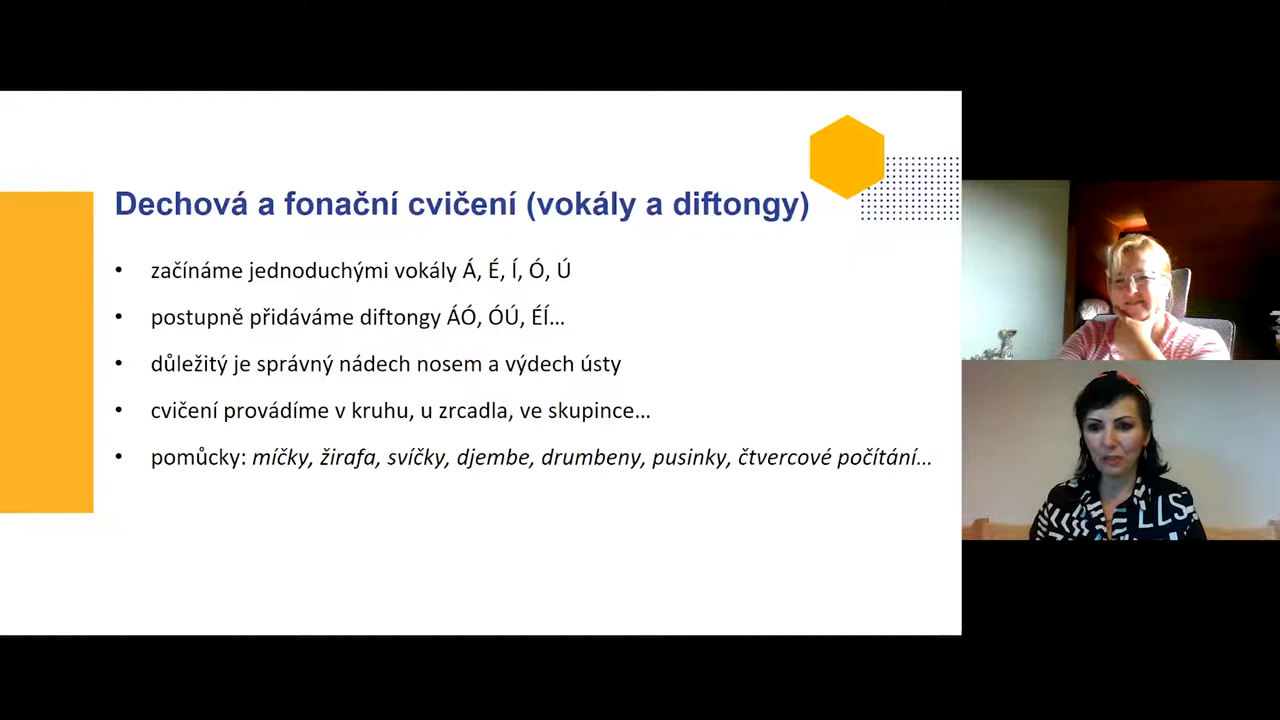 Dechová a fonační cvičení (vokály a diftongy)
• začínáme jednoduchými vokály Á, É, Í, Ó, Ú
• postupně přidáváme diftongy ÁÓ, ÓÚ, ÉÍ…
• důležitý je správný nádech nosem a výdech ústy
• cvičení provádíme v kruhu, u zrcadla, ve skupince…
• pomůcky: míčky, žirafa, svíčky, djembe, drumbeny, pusinky, čtvercové počítání…
LLS